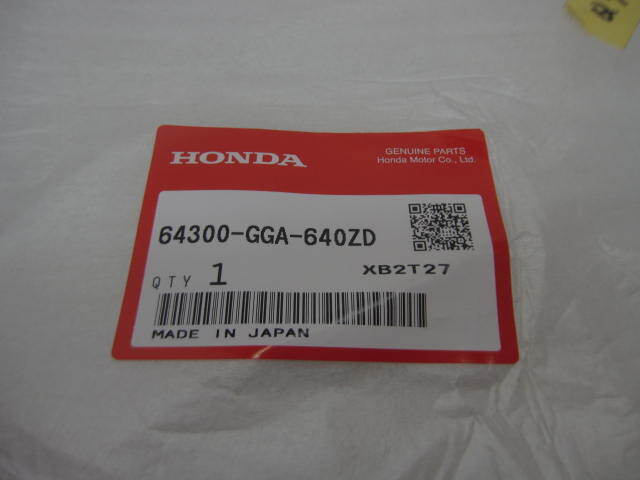 HONDA
GENUINE PARTS
Honda Motor Co., Ltd.
64300-GGA-640ZD
XB2T27
QTY 1
MADE IN JAPAN